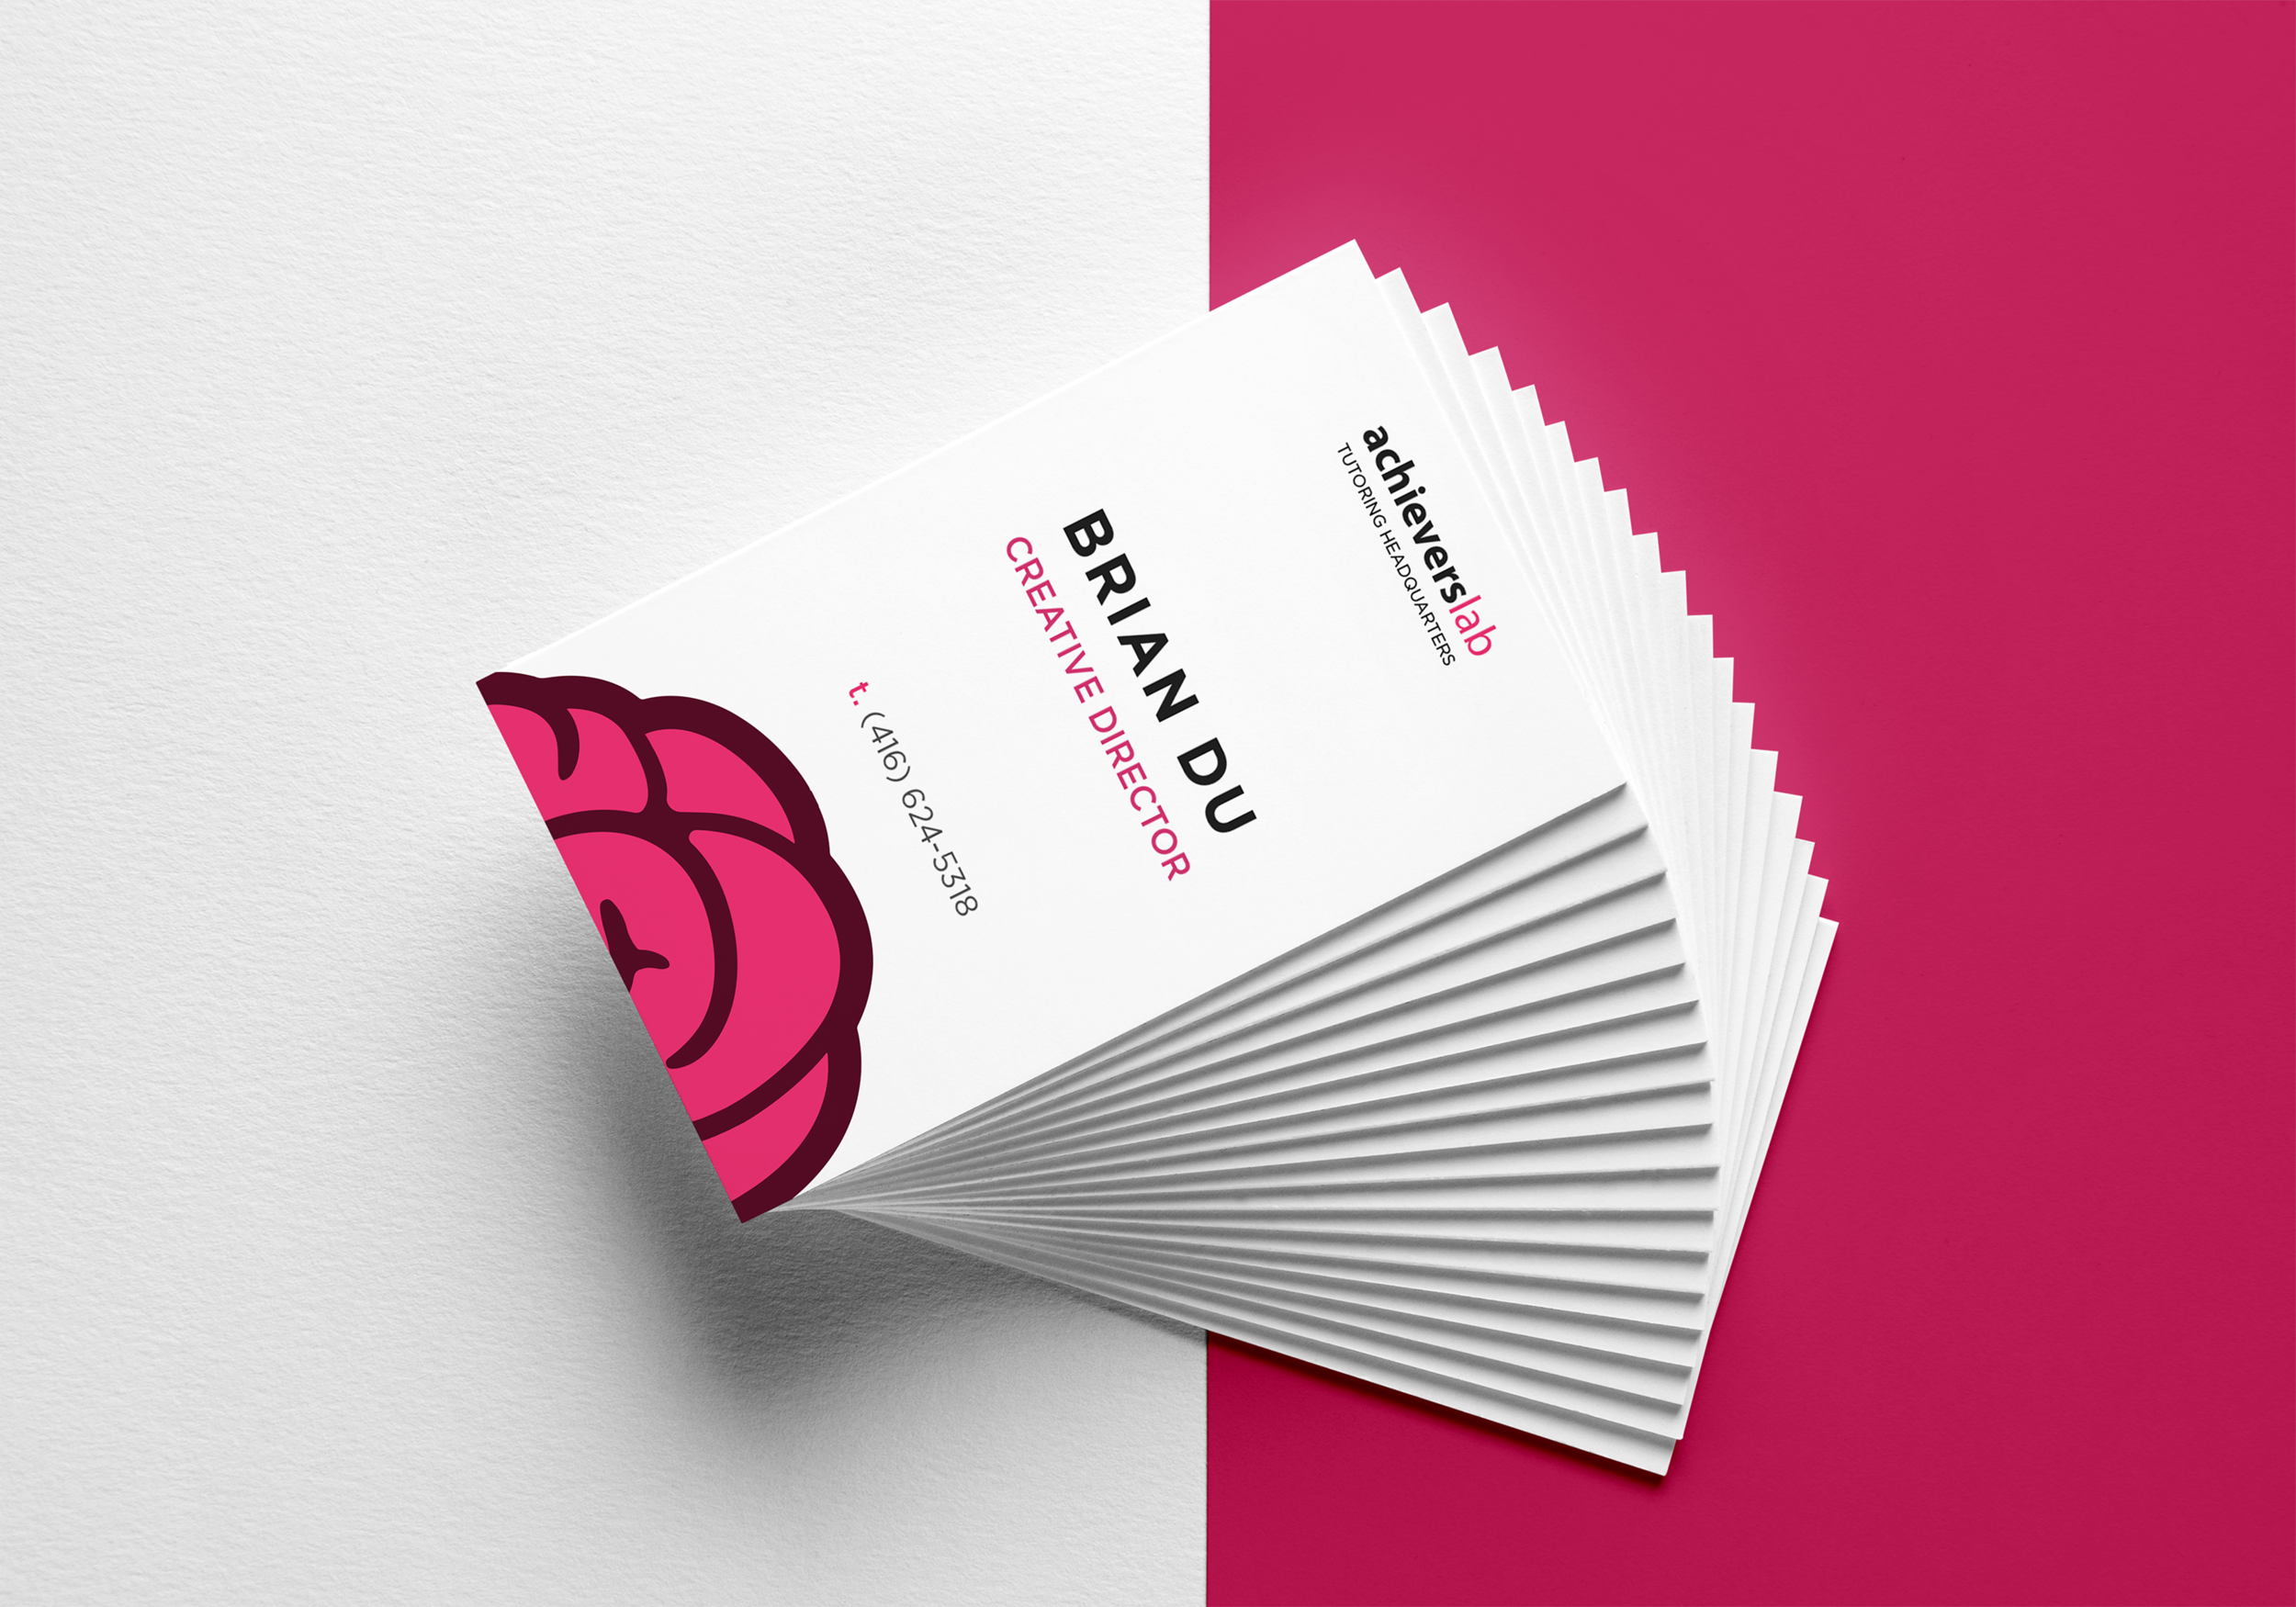 achieverslab
TUTORING HEADQUARTERS
BRIAN DU
CREATIVE DIRECTOR
t. (416) 624-5318